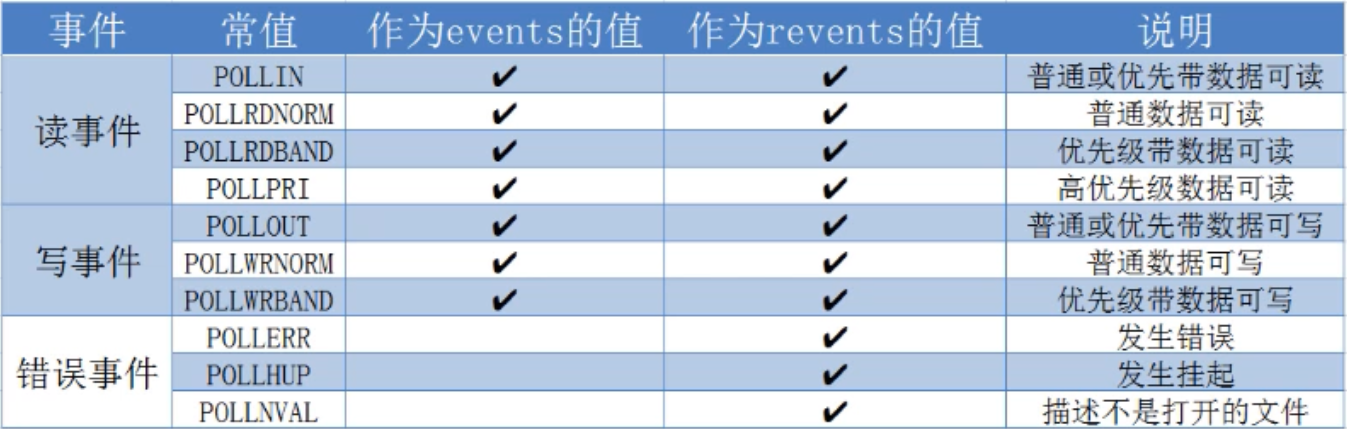 事件 常值 作为events的值 作为revents的值 说明
读事件 POLLIN ✔ ✔ 普通或优先带数据可读
POLLRDNORM ✔ ✔ 普通数据可读
POLLRDBAND ✔ ✔ 优先级带数据可读
POLLPRI ✔ ✔ 高优先级数据可读
写事件 POLLOUT ✔ ✔ 普通或优先带数据可写
POLLWRNORM ✔ ✔ 普通数据可写
POLLWRBAND ✔ ✔ 优先级带数据可写
错误事件 POLLERR ✔ 发生错误
POLLHUP ✔ 发生挂起
POLLNVAL ✔ 描述不是打开的文件